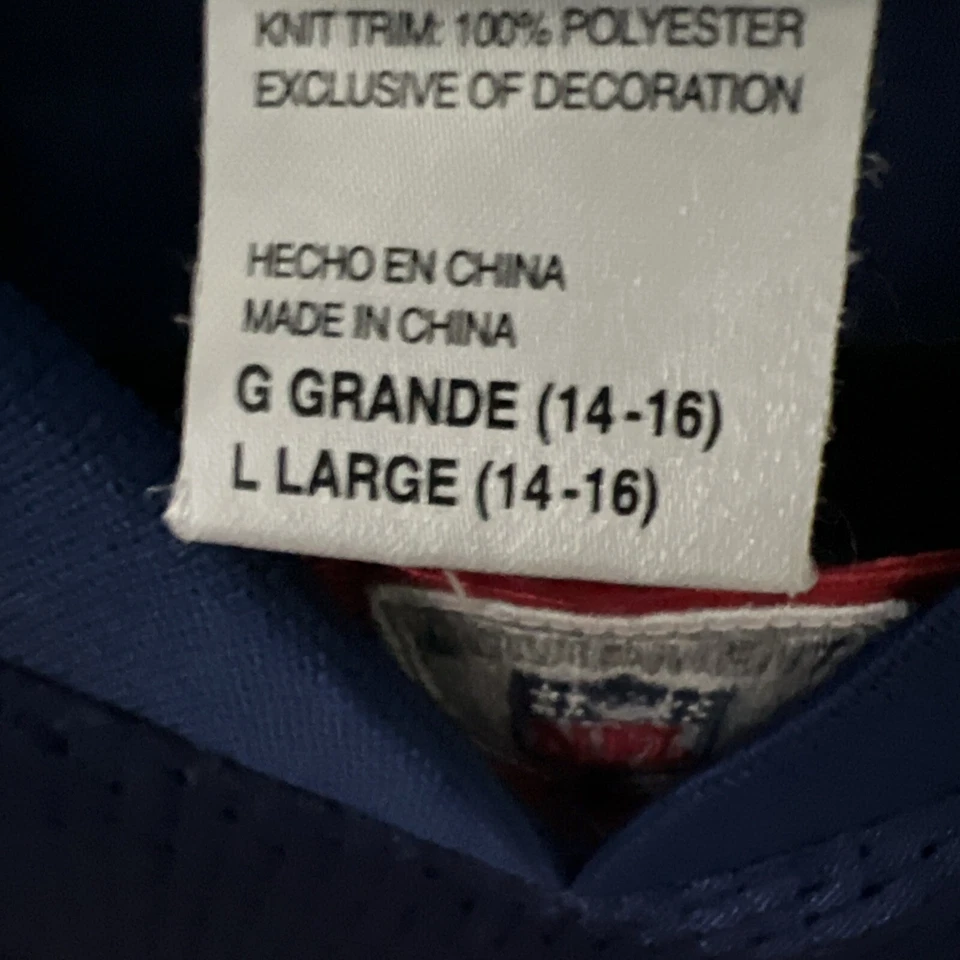 KNIT TRIM: 100% POLYESTER
EXCLUSIVE OF DECORATION
HECHO EN CHINA
MADE IN CHINA
G GRANDE (14-16)
L LARGE (14-16)